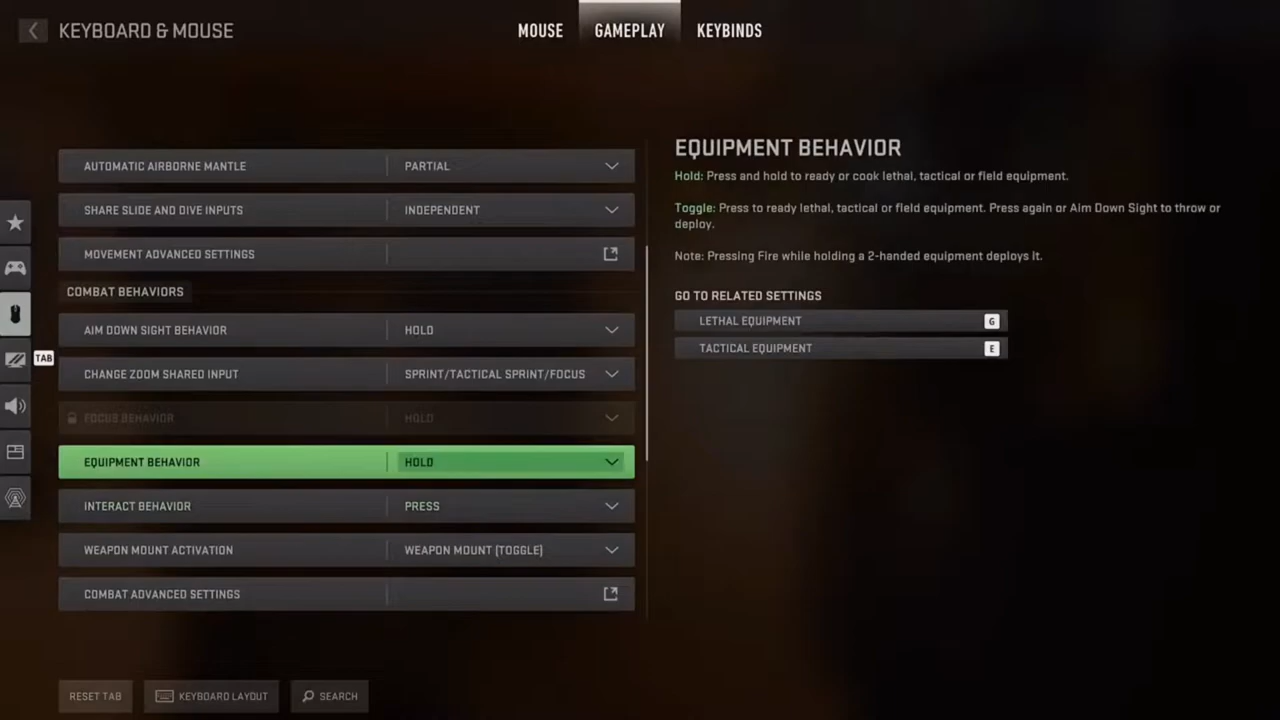 KEYBOARD & MOUSE
MOUSE
GAMEPLAY
KEYBINDS
AUTOMATIC AIRBORNE MANTLE
PARTIAL
SHARE SLIDE AND DIVE INPUTS
INDEPENDENT
MOVEMENT ADVANCED SETTINGS
COMBAT BEHAVIORS
AIM DOWN SIGHT BEHAVIOR
HOLD
TAB
CHANGE ZOOM SHARED INPUT
SPRINT/TACTICAL SPRINT/FOCUS
FOCUS BEHAVIOR
HOLD
EQUIPMENT BEHAVIOR
HOLD
INTERACT BEHAVIOR
PRESS
WEAPON MOUNT ACTIVATION
WEAPON MOUNT (TOGGLE)
COMBAT ADVANCED SETTINGS
EQUIPMENT BEHAVIOR
Hold: Press and hold to ready or cook lethal, tactical or field equipment.
Toggle: Press to ready lethal, tactical or field equipment. Press again or Aim Down Sight to throw or
deploy.
Note: Pressing Fire while holding a 2-handed equipment deploys it.
GO TO RELATED SETTINGS
LETHAL EQUIPMENT
G
TACTICAL EQUIPMENT
E
RESET TAB
KEYBOARD LAYOUT
SEARCH